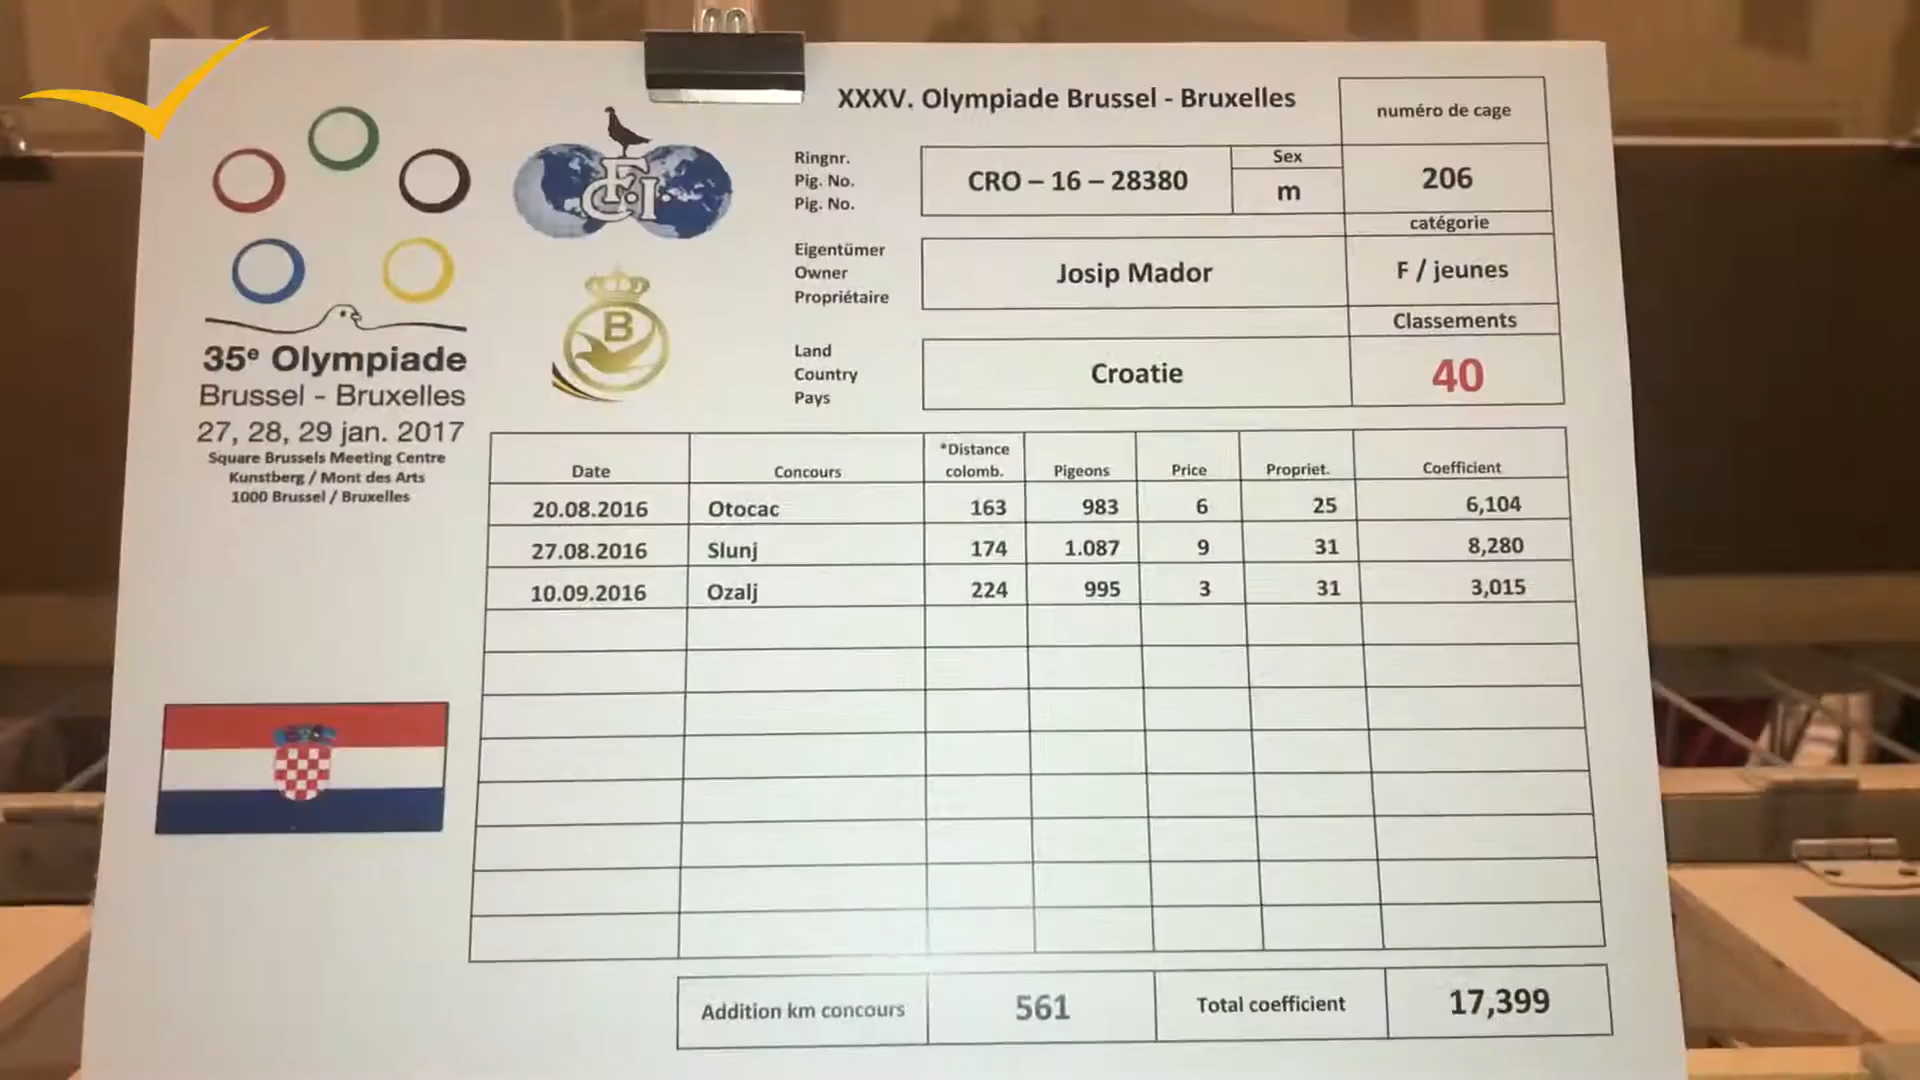 XXXV. Olympiade Brussel - Bruxelles
numéro de cage
Ringnr.
Pig. No.
Pig. No.
CRO – 16 – 28380
Sex
m
206
catégorie
Eigentümer
Owner
Propriétaire
Josip Mador
F / jeunes
Classements
Land
Country
Pays
Croatie
40
F.C.I.
B
35e Olympiade
Brussel - Bruxelles
27, 28, 29 jan. 2017
Square Brussels Meeting Centre
Kunstberg / Mont des Arts
1000 Brussel / Bruxelles
Date Concours *Distance colomb. Pigeons Price Propriet. Coefficient
20.08.2016 Otocac 163 983 6 25 6,104
27.08.2016 Slunj 174 1.087 9 31 8,280
10.09.2016 Ozalj 224 995 3 31 3,015
Addition km concours 561 Total coefficient 17,399